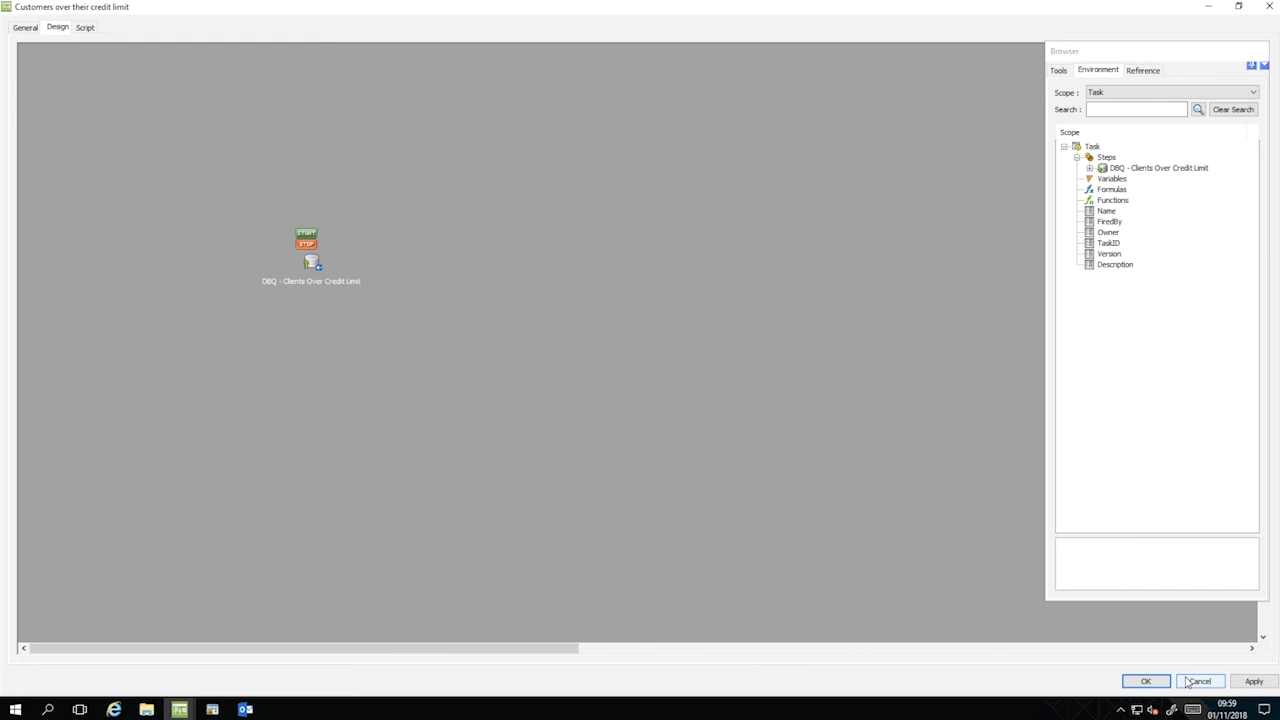 Customers over their credit limit
General Design Script
Browser
Tools Environment Reference
Scope : Task
Search : Clear Search
Scope
Task
Steps
DBQ - Clients Over Credit Limit
Variables
Formulas
Functions
Name
FiredBy
Owner
TaskID
Version
Description
START
STOP
DBQ - Clients Over Credit Limit
OK Cancel Apply
09:59
01/11/2018